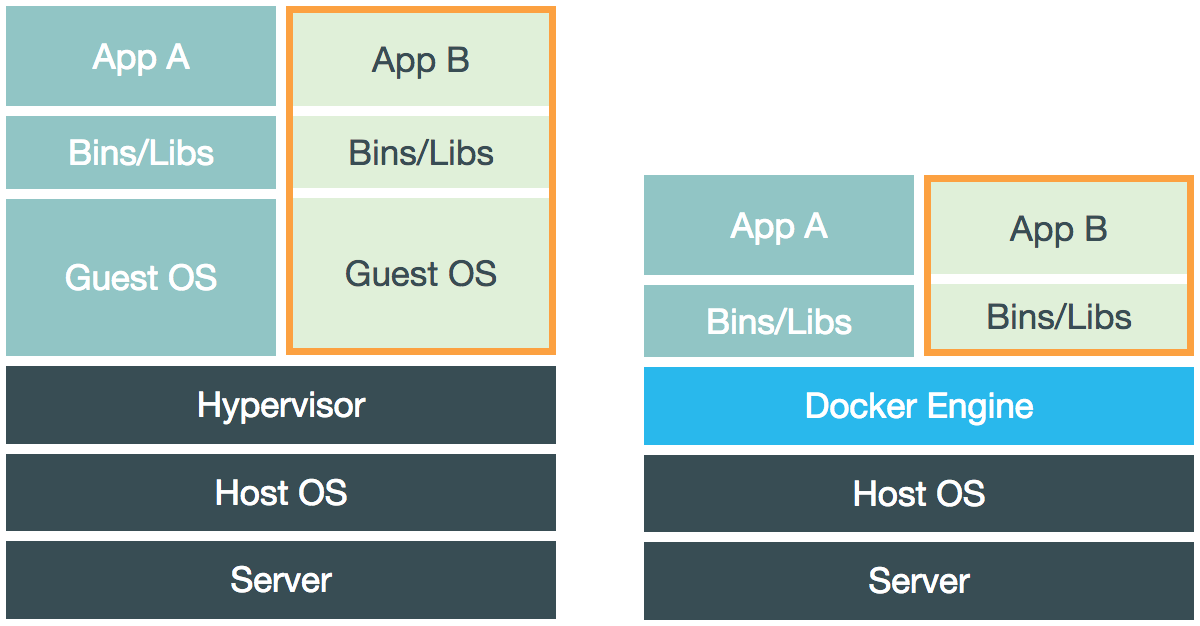 App A
App B
Bins/Libs
Bins/Libs
Guest OS
Guest OS
Hypervisor
Host OS
Server
App A
App B
Bins/Libs
Bins/Libs
Docker Engine
Host OS
Server